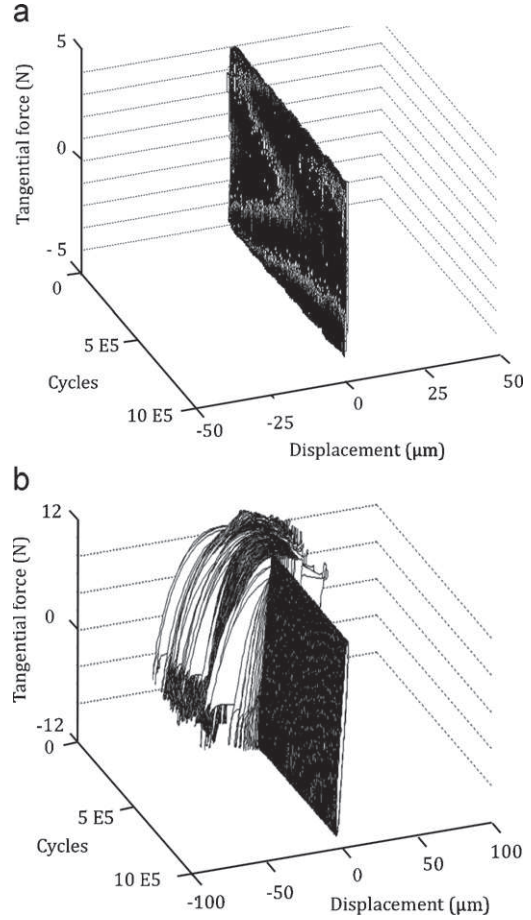 a
5
0
- 5
Tangential force (N)
0
5 E5
10 E5
Cycles
-50
-25
0
25
50
Displacement (μm)
b
12
0
-12
Tangential force (N)
0
5 E5
10 E5
Cycles
-100
-50
0
50
100
Displacement (μm)